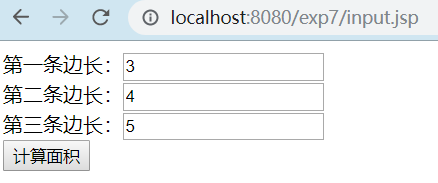 localhost:8080/exp7/input.jsp
第一条边长：3
第二条边长：4
第三条边长：5
计算面积